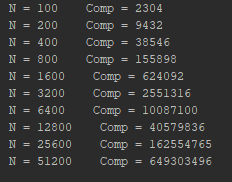 N = 100 Comp = 2304
N = 200 Comp = 9432
N = 400 Comp = 38546
N = 800 Comp = 155898
N = 1600 Comp = 624092
N = 3200 Comp = 2551316
N = 6400 Comp = 10087100
N = 12800 Comp = 40579836
N = 25600 Comp = 162554765
N = 51200 Comp = 649303496